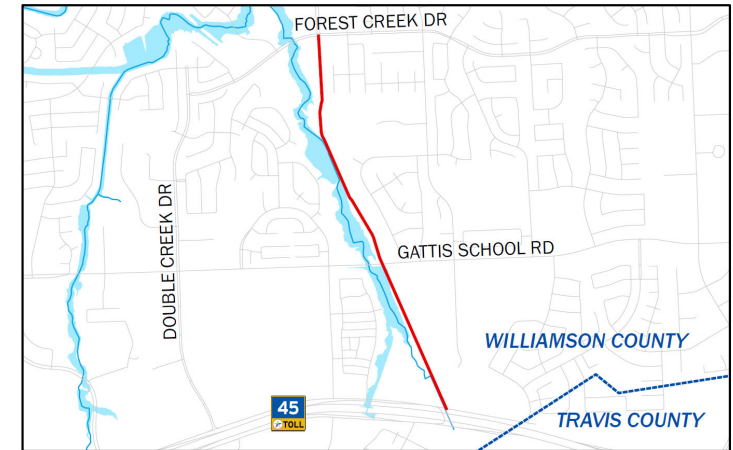 FOREST CREEK DR
DOUBLE CREEK DR
GATTIS SCHOOL RD
WILLIAMSON COUNTY
45
TOLL
TRAVIS COUNTY